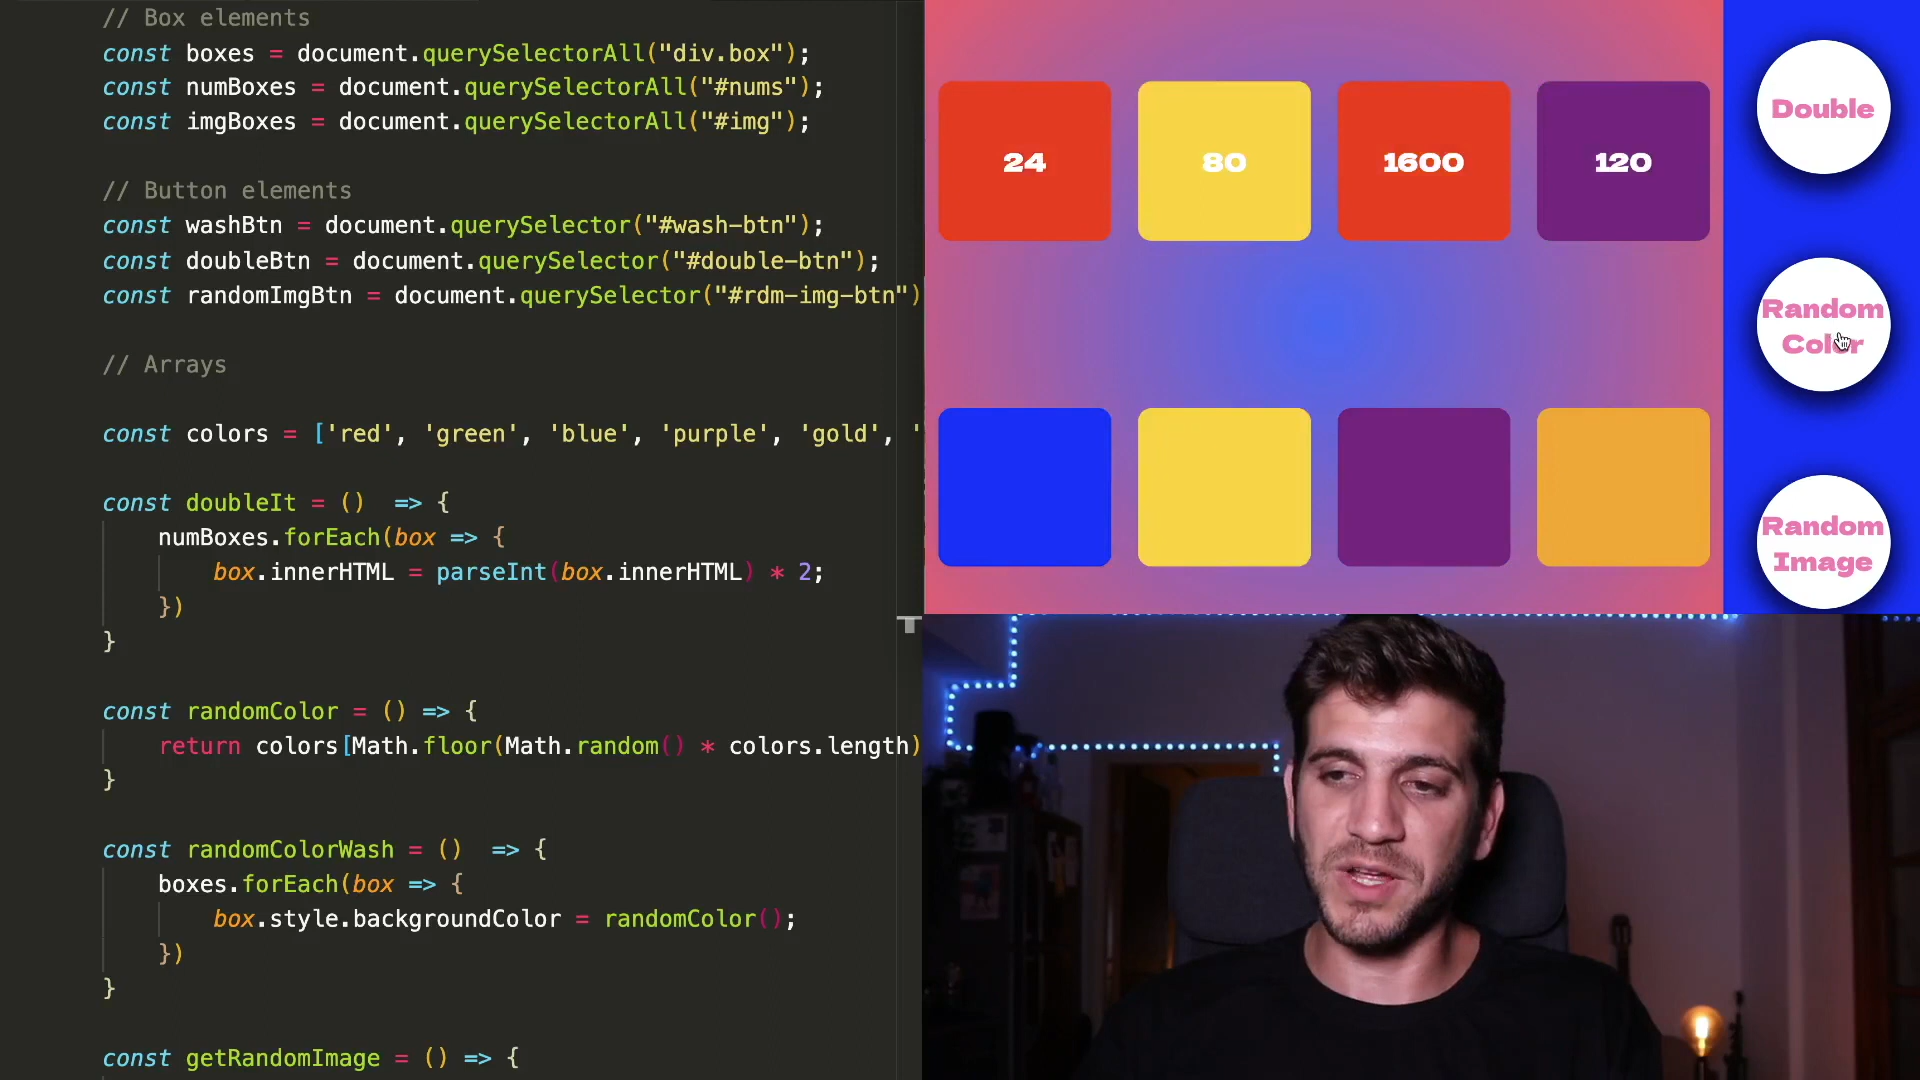 // Box elements
const boxes = document.querySelectorAll("div.box");
const numBoxes = document.querySelectorAll("#nums");
const imgBoxes = document.querySelectorAll("#img");
// Button elements
const washBtn = document.querySelector("#wash-btn");
const doubleBtn = document.querySelector("#double-btn");
const randomImgBtn = document.querySelector("#rdm-img-btn")
// Arrays
const colors = ['red', 'green', 'blue', 'purple', 'gold', '
const doubleIt = () => {
numBoxes.forEach(box => {
box.innerHTML = parseInt(box.innerHTML) * 2;
})
}
const randomColor = () => {
return colors[Math.floor(Math.random() * colors.length)
}
const randomColorWash = () => {
boxes.forEach(box => {
box.style.backgroundColor = randomColor();
})
}
const getRandomImage = () => {
24
80
1600
120
Double
Random
Color
Random
Image